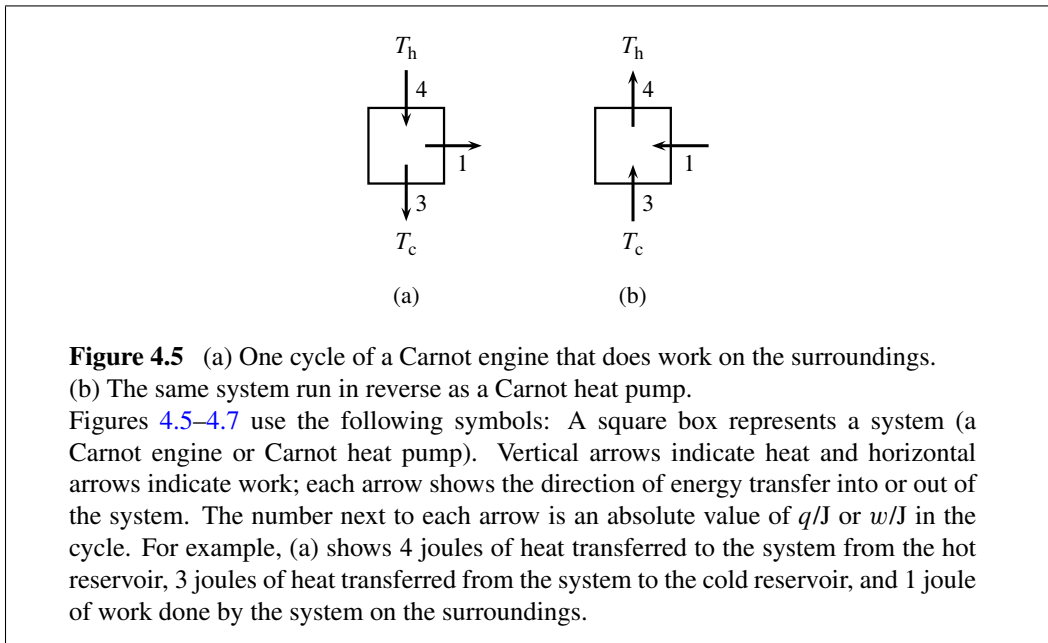 Th Th
4 4
1 1
3 3
Tc Tc
(a) (b)
Figure 4.5 (a) One cycle of a Carnot engine that does work on the surroundings.
(b) The same system run in reverse as a Carnot heat pump.
Figures 4.5–4.7 use the following symbols: A square box represents a system (a
Carnot engine or Carnot heat pump). Vertical arrows indicate heat and horizontal
arrows indicate work; each arrow shows the direction of energy transfer into or out of
the system. The number next to each arrow is an absolute value of q/J or w/J in the
cycle. For example, (a) shows 4 joules of heat transferred to the system from the hot
reservoir, 3 joules of heat transferred from the system to the cold reservoir, and 1 joule
of work done by the system on the surroundings.